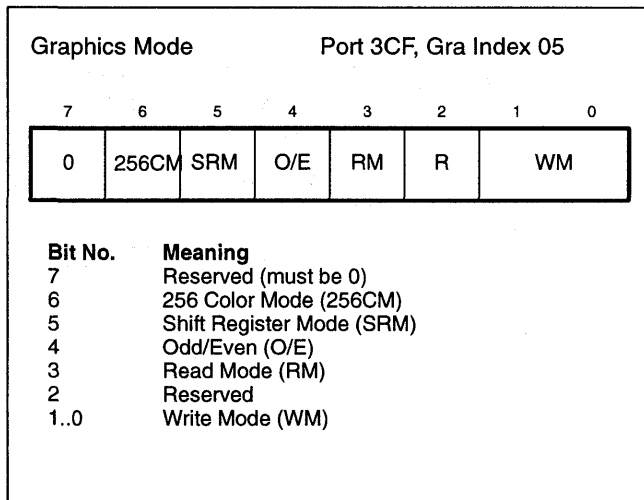 Graphics Mode Port 3CF, Gra Index 05
7 6 5 4 3 2 1 0
0 256CM SRM O/E RM R WM
Bit No. Meaning
7 Reserved (must be 0)
6 256 Color Mode (256CM)
5 Shift Register Mode (SRM)
4 Odd/Even (O/E)
3 Read Mode (RM)
2 Reserved
1..0 Write Mode (WM)